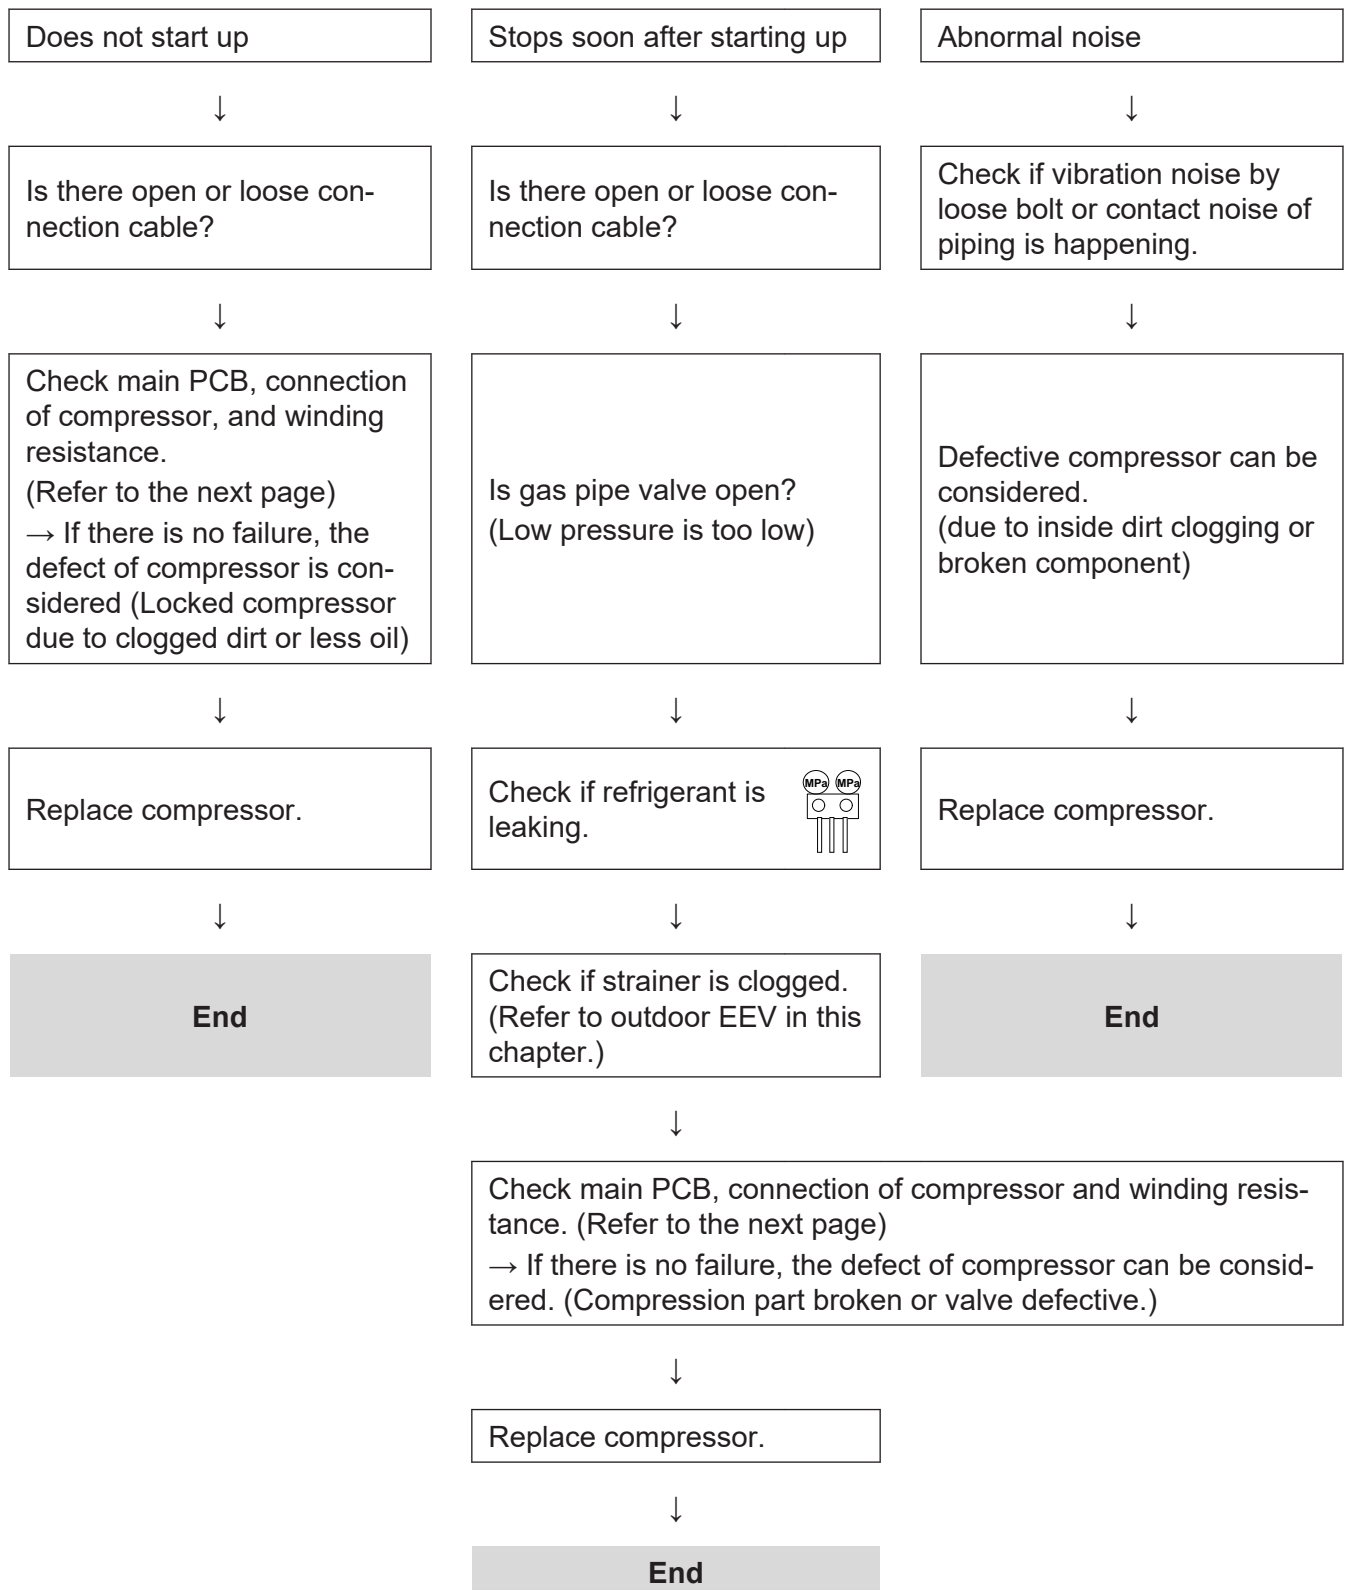 Does not start up
↓
Is there open or loose con-
nection cable?
↓
Check main PCB, connection
of compressor, and winding
resistance.
(Refer to the next page)
→ If there is no failure, the
defect of compressor is con-
sidered (Locked compressor
due to clogged dirt or less oil)
↓
Replace compressor.
↓
End
Stops soon after starting up
↓
Is there open or loose con-
nection cable?
↓
Is gas pipe valve open?
(Low pressure is too low)
↓
Check if refrigerant is
leaking.
MPa MPa
↓
Check if strainer is clogged.
(Refer to outdoor EEV in this
chapter.)
↓
Check main PCB, connection of compressor and winding resis-
tance. (Refer to the next page)
→ If there is no failure, the defect of compressor can be consid-
ered. (Compression part broken or valve defective.)
↓
Replace compressor.
↓
End
Abnormal noise
↓
Check if vibration noise by
loose bolt or contact noise of
piping is happening.
↓
Defective compressor can be
considered.
(due to inside dirt clogging or
broken component)
↓
Replace compressor.
↓
End